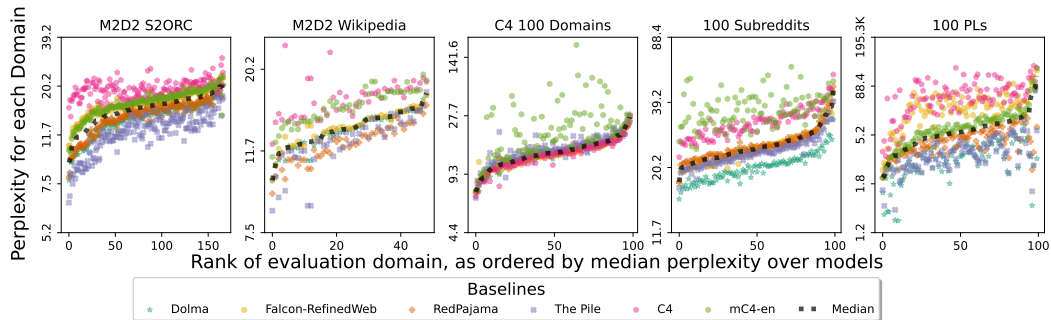 M2D2 S2ORC
M2D2 Wikipedia
C4 100 Domains
100 Subreddits
100 PLs
Perplexity for each Domain
39.2
20.2
11.7
7.5
5.2
0
50
100
150
20.2
11.7
7.5
0
20
40
141.6
27.7
9.3
4.4
0
50
100
88.4
39.2
20.2
11.7
0
50
100
195.3K
88.4
5.2
1.8
1.2
0
50
100
Rank of evaluation domain, as ordered by median perplexity over models
Baselines
Dolma
Falcon-RefinedWeb
RedPajama
The Pile
C4
mC4-en
Median